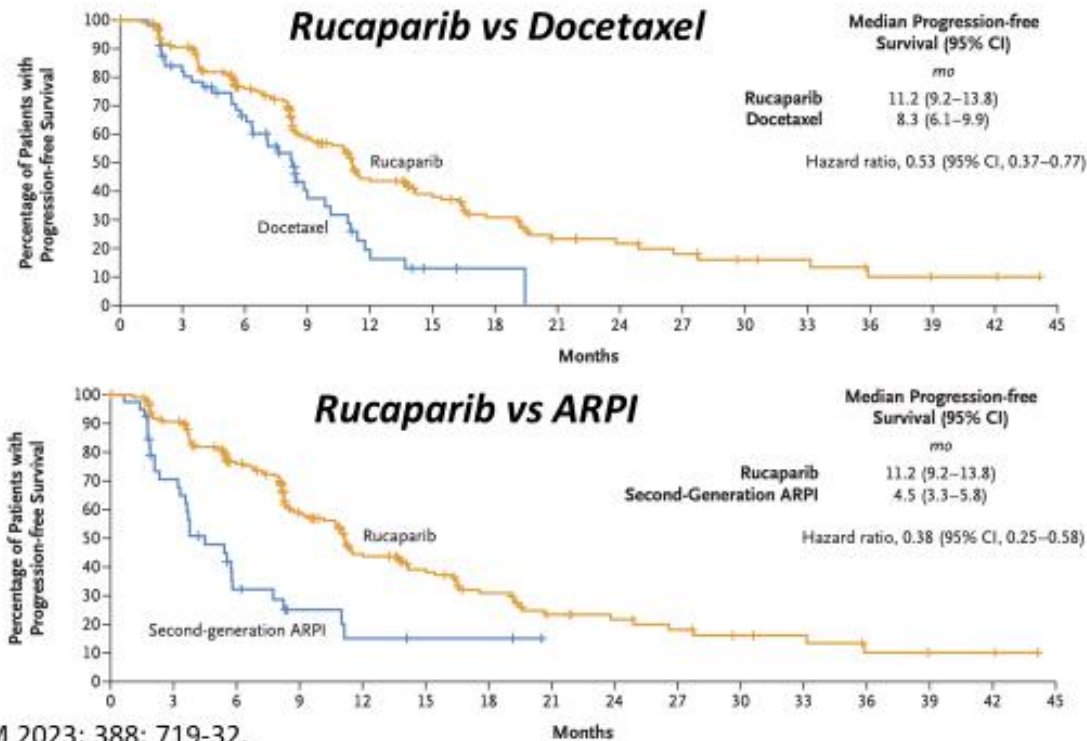 Rucaparib vs Docetaxel
Percentage of Patients with
Progression-free Survival
100
90
80
70
60
50
40
30
20
10
0
Rucaparib
Docetaxel
Median Progression-free
Survival (95% CI)
mo
Rucaparib 11.2 (9.2–13.8)
Docetaxel 8.3 (6.1–9.9)
Hazard ratio, 0.53 (95% CI, 0.37–0.77)
0 3 6 9 12 15 18 21 24 27 30 33 36 39 42 45
Months
Rucaparib vs ARPI
Percentage of Patients with
Progression-free Survival
100
90
80
70
60
50
40
30
20
10
0
Rucaparib
Second-generation ARPI
Median Progression-free
Survival (95% CI)
mo
Rucaparib 11.2 (9.2–13.8)
Second-Generation ARPI 4.5 (3.3–5.8)
Hazard ratio, 0.38 (95% CI, 0.25–0.58)
0 3 6 9 12 15 18 21 24 27 30 33 36 39 42 45
Months
2023; 388: 719-32.